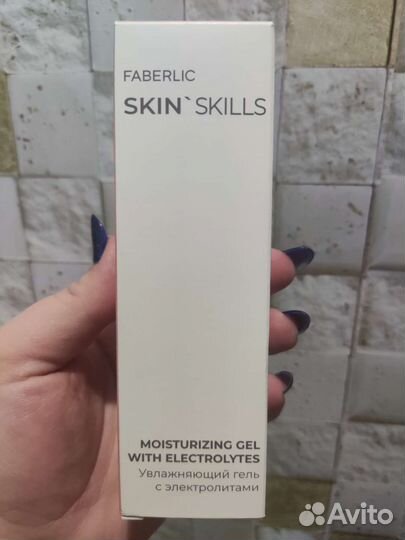 FABERLIC
SKIN`SKILLS
MOISTURIZING GEL
WITH ELECTROLYTES
Увлажняющий гель
с электролитами
Avito